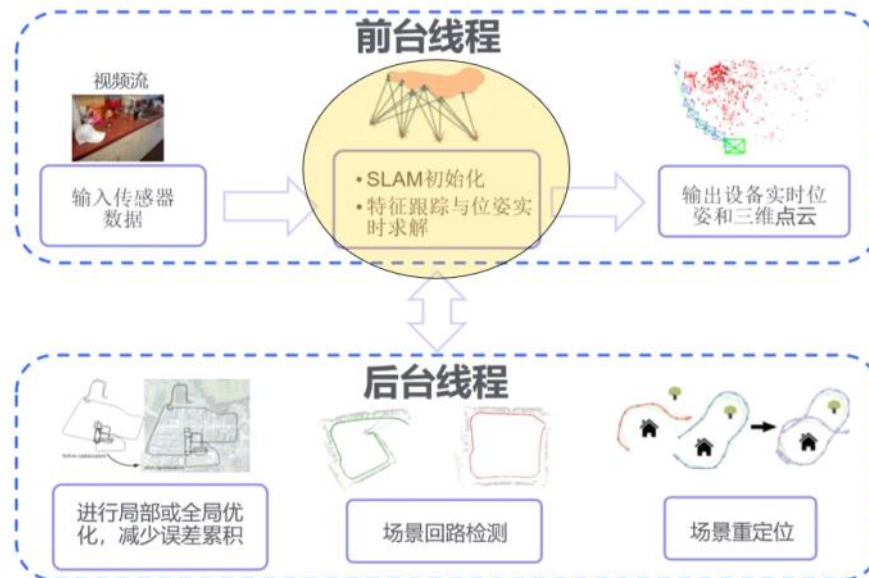 前台线程
视频流
输入传感器
数据
• SLAM初始化
• 特征跟踪与位姿实
时求解
输出设备实时位
姿和三维点云
后台线程
进行局部或全局优
化，减少误差累积
场景回路检测
场景重定位